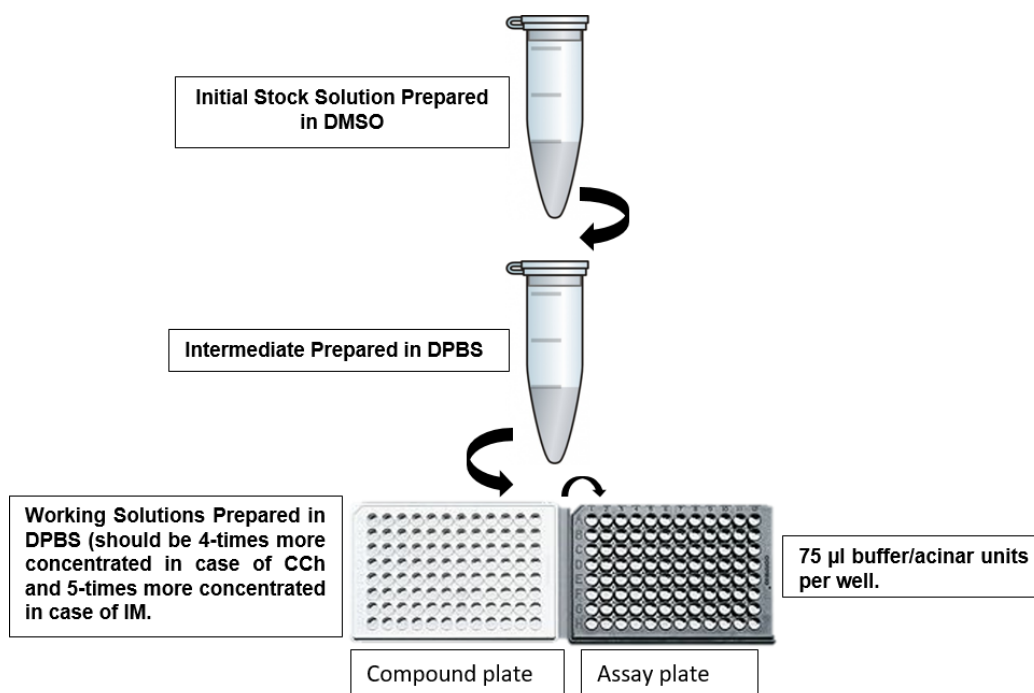 Initial Stock Solution Prepared
in DMSO
Intermediate Prepared in DPBS
Working Solutions Prepared in
DPBS (should be 4-times more
concentrated in case of CCh
and 5-times more concentrated
in case of IM.
75 µl buffer/acinar units
per well.
A
B
C
D
E
F
G
H
Compound plate
Assay plate